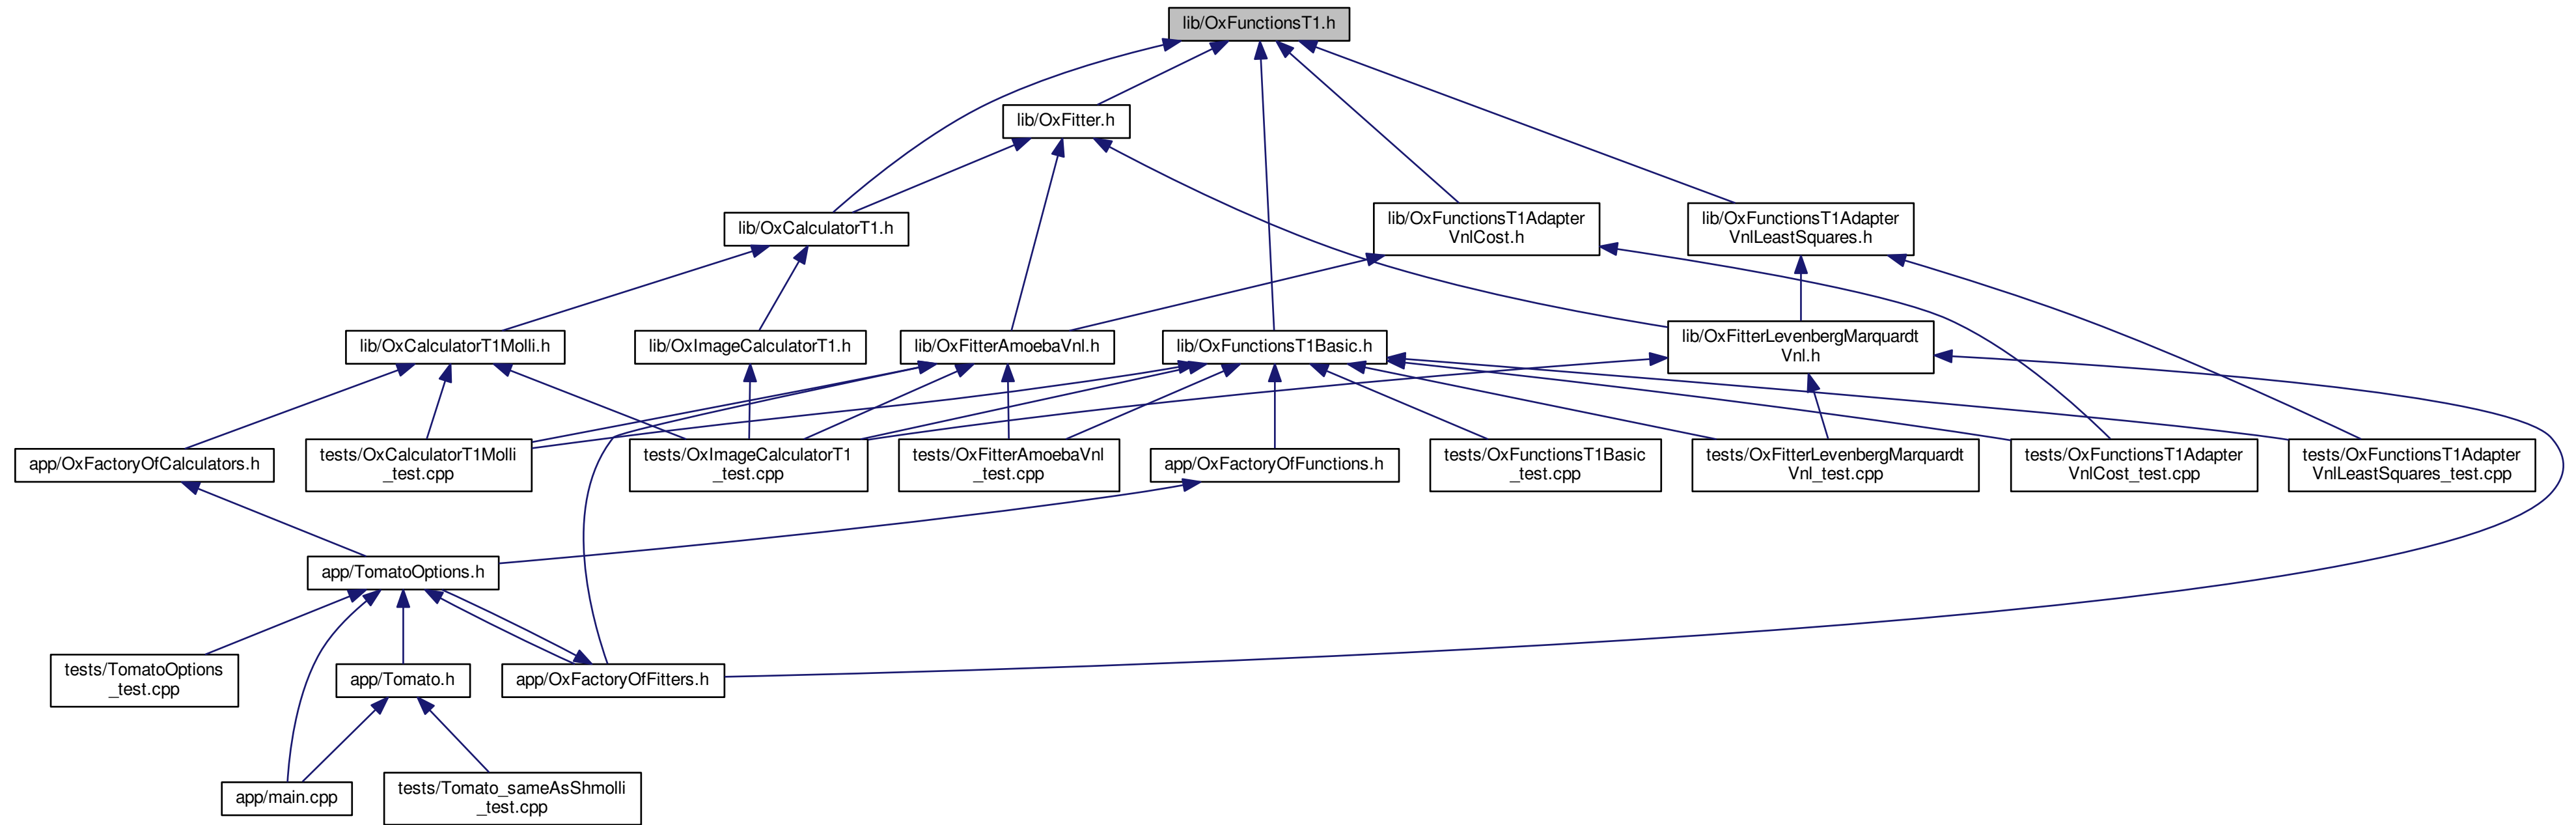 lib/OxFunctionsT1.h
lib/OxFitter.h
lib/OxCalculatorT1.h
lib/OxFunctionsT1Adapter
VnlCost.h
lib/OxFunctionsT1Adapter
VnlLeastSquares.h
lib/OxCalculatorT1Molli.h
lib/OxImageCalculatorT1.h
lib/OxFitterAmoebaVnl.h
lib/OxFunctionsT1Basic.h
lib/OxFitterLevenbergMarquardt
Vnl.h
app/OxFactoryOfCalculators.h
tests/OxCalculatorT1Molli
_test.cpp
tests/OxImageCalculatorT1
_test.cpp
tests/OxFitterAmoebaVnl
_test.cpp
app/OxFactoryOfFunctions.h
tests/OxFunctionsT1Basic
_test.cpp
tests/OxFitterLevenbergMarquardt
Vnl_test.cpp
tests/OxFunctionsT1Adapter
VnlCost_test.cpp
tests/OxFunctionsT1Adapter
VnlLeastSquares_test.cpp
app/TomatoOptions.h
tests/TomatoOptions
_test.cpp
app/Tomato.h
app/OxFactoryOfFitters.h
app/main.cpp
tests/Tomato_sameAsShmolli
_test.cpp